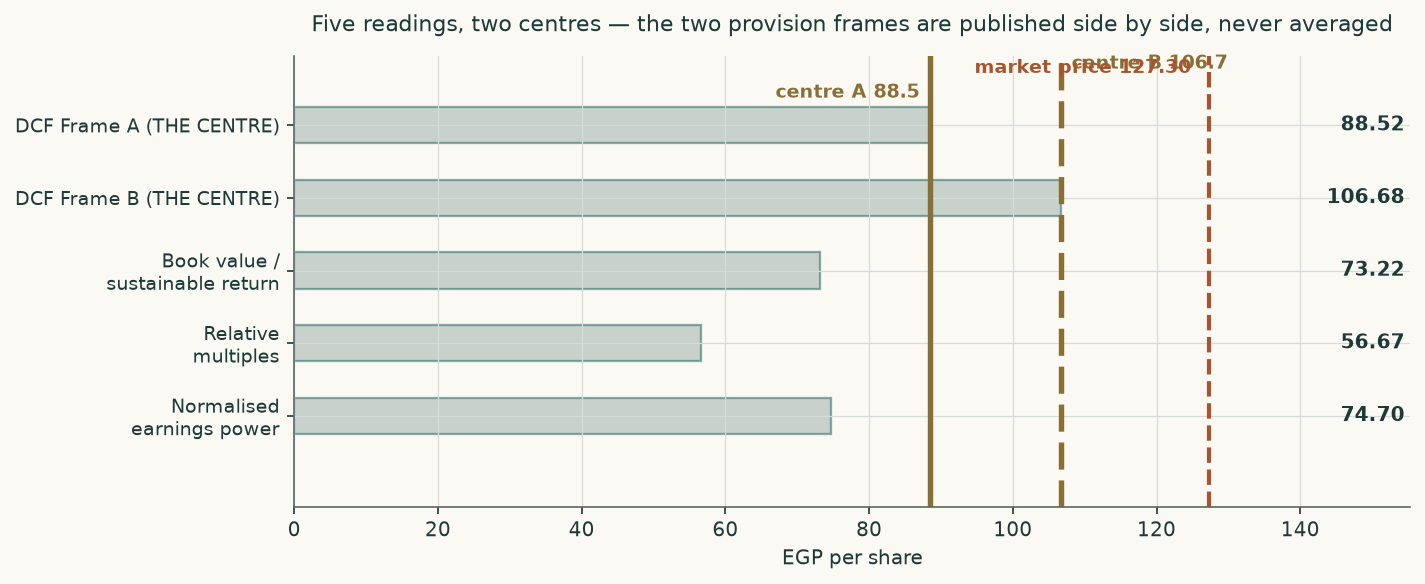 Five readings, two centres — the two provision frames are published side by side, never averaged
centre B 106.7
market price 127.30
centre A 88.5
DCF Frame A (THE CENTRE)
88.52
DCF Frame B (THE CENTRE)
106.68
Book value /
sustainable return
73.22
Relative
multiples
56.67
Normalised
earnings power
74.70
0 20 40 60 80 100 120 140
EGP per share